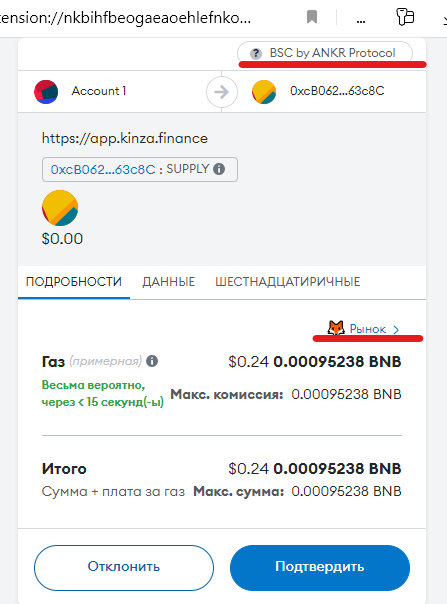 tension://nkbihfbeogaeaoehlefnko...
BSC by ANKR Protocol
Account 1
0xcB062...63c8C
https://app.kinza.finance
0xcB062...63c8C : SUPPLY
$0.00
ПОДРОБНОСТИ ДАННЫЕ ШЕСТНАДЦАТИРИЧНЫЕ
Рынок >
Газ (примерная) $0.24 0.00095238 BNB
Весьма вероятно, через < 15 секунд(-ы) Макс. комиссия: 0.00095238 BNB
Итого $0.24 0.00095238 BNB
Сумма + плата за газ Макс. сумма: 0.00095238 BNB
Отклонить Подтвердить